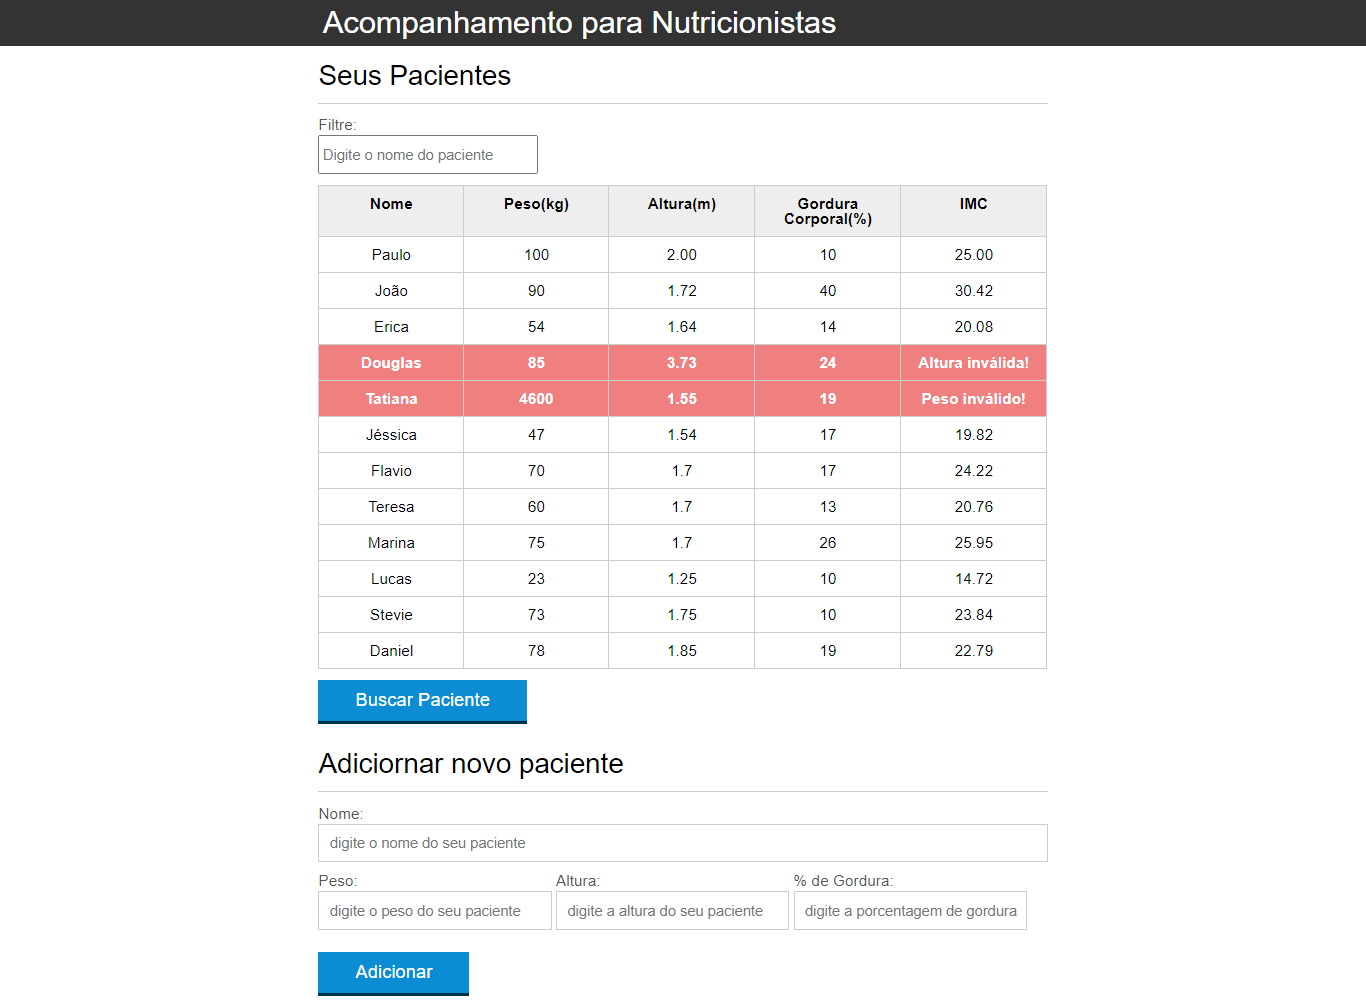 Acompanhamento para Nutricionistas
Seus Pacientes
Filtre:
Digite o nome do paciente
Nome Peso(kg) Altura(m) Gordura Corporal(%) IMC
Paulo 100 2.00 10 25.00
João 90 1.72 40 30.42
Erica 54 1.64 14 20.08
Douglas 85 3.73 24 Altura inválida!
Tatiana 4600 1.55 19 Peso inválido!
Jéssica 47 1.54 17 19.82
Flavio 70 1.7 17 24.22
Teresa 60 1.7 13 20.76
Marina 75 1.7 26 25.95
Lucas 23 1.25 10 14.72
Stevie 73 1.75 10 23.84
Daniel 78 1.85 19 22.79
Buscar Paciente
Adiciornar novo paciente
Nome:
digite o nome do seu paciente
Peso: Altura: % de Gordura:
digite o peso do seu paciente digite a altura do seu paciente digite a porcentagem de gordura
Adicionar